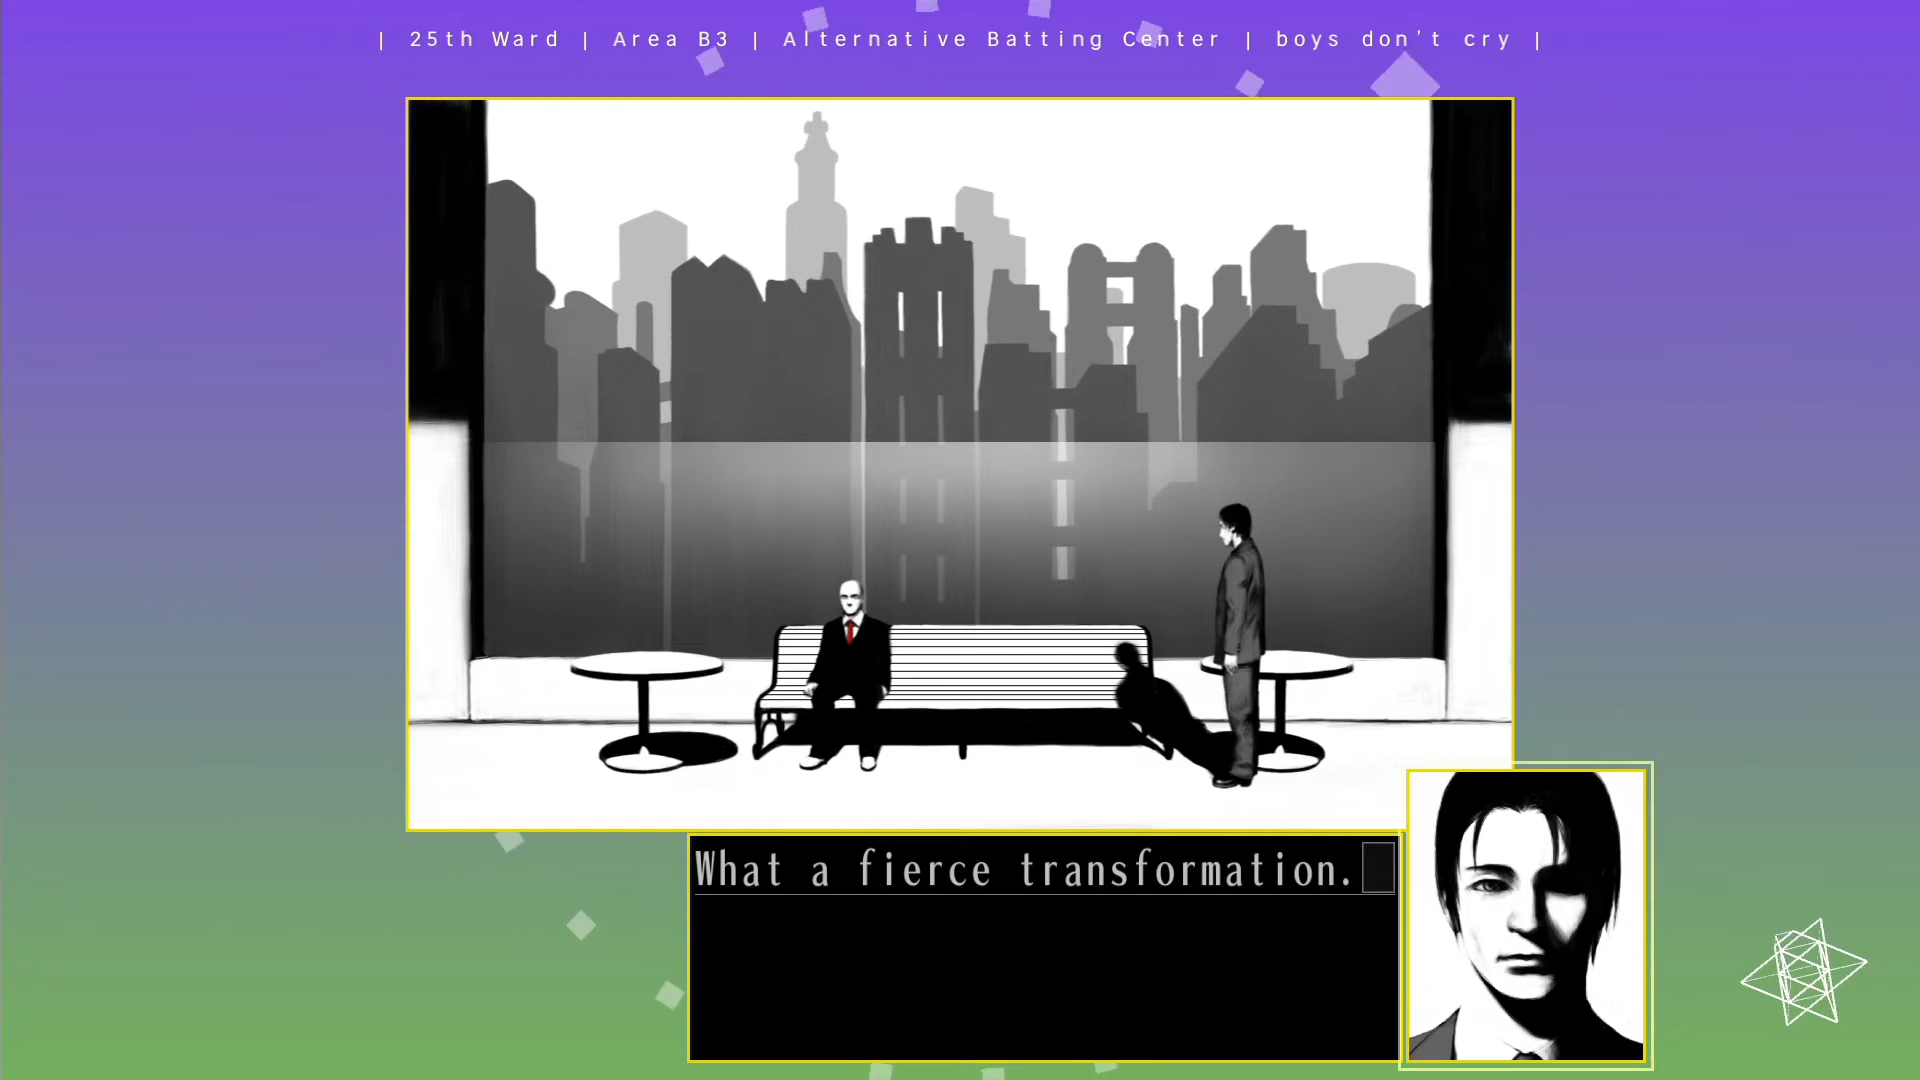 | 25th Ward | Area B3 | Alternative Batting Center | boys don't cry |
What a fierce transformation.